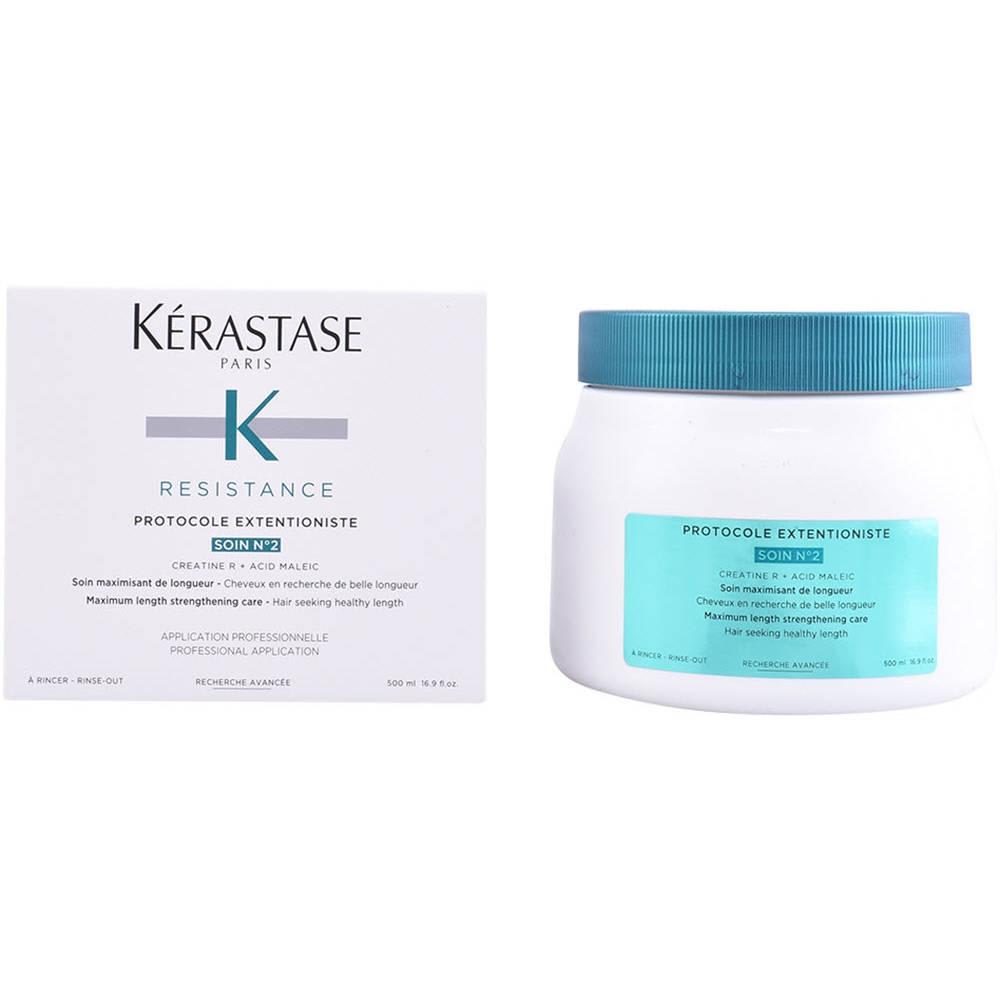 KÉRASTASE
PARIS
K
RESISTANCE
PROTOCOLE EXTENTIONISTE
SOIN N°2
CREATINE R + ACID MALEIC
Soin maximisant de longueur - Cheveux en recherche de belle longueur
Maximum length strengthening care - Hair seeking healthy length
APPLICATION PROFESSIONNELLE
PROFESSIONAL APPLICATION
À RINCER - RINSE-OUT
RECHERCHE AVANCÉE
500 ml 16.9 fl.oz.
PROTOCOLE EXTENTIONISTE
SOIN N°2
CREATINE R + ACID MALEIC
Soin maximisant de longueur
Cheveux en recherche de belle longueur
Maximum length strengthening care
Hair seeking healthy length
À RINCER - RINSE-OUT
RECHERCHE AVANCÉE
500 ml 16.9 fl.oz.